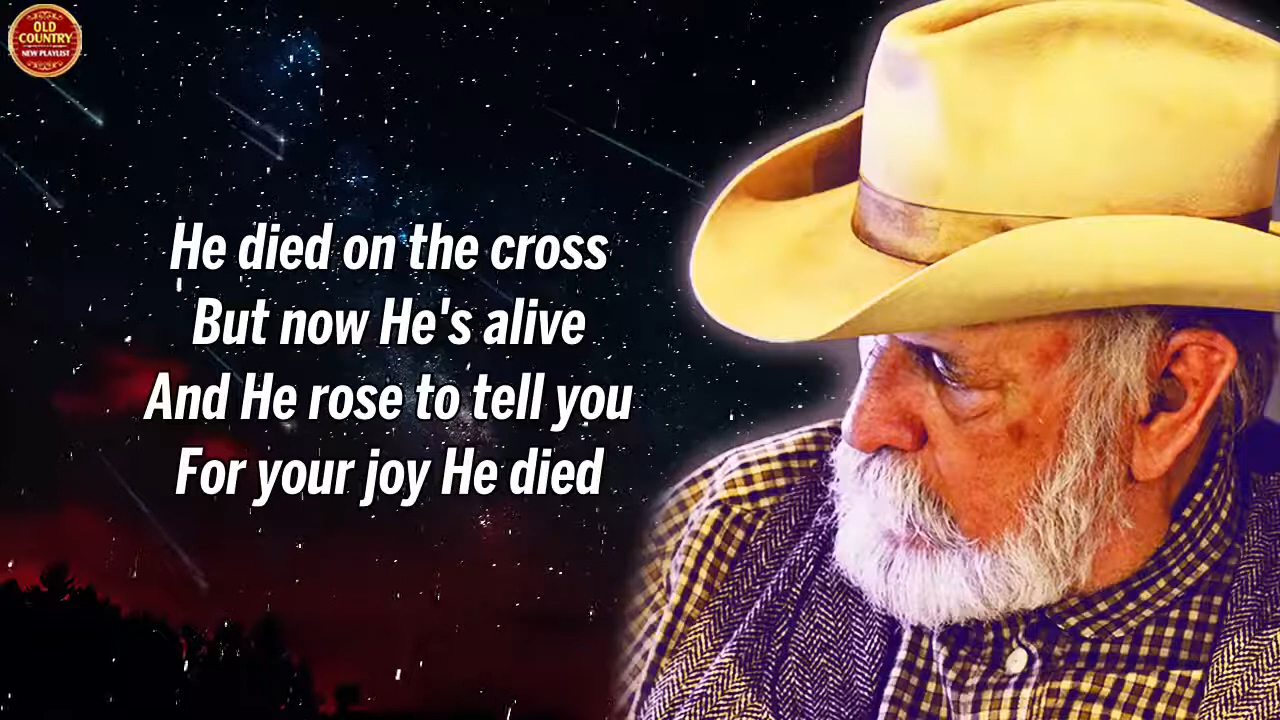 OLD
COUNTRY
NEW PLAYLIST
He died on the cross
But now He's alive
And He rose to tell you
For your joy He died